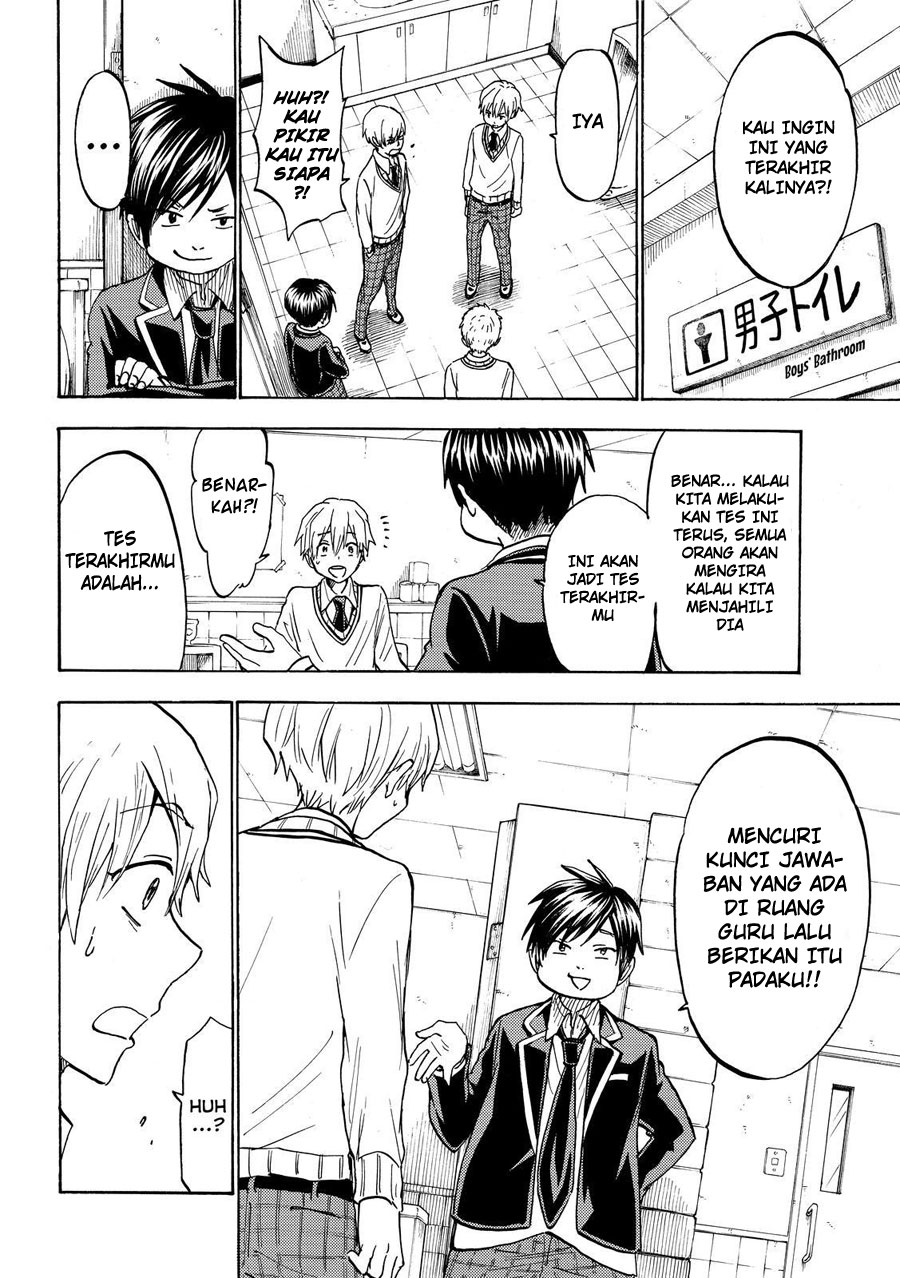 KAU INGIN
INI YANG
TERAKHIR
KALINYA?!
男子トイレ
Boys' Bathroom
IYA
HUH?!
KAU
PIKIR
KAU ITU
SIAPA
?!
...
BENAR... KALAU
KITA MELAKU-
KAN TES INI
TERUS, SEMUA
ORANG AKAN
MENGIRA
KALAU KITA
MENJAHILI
DIA
INI AKAN
JADI TES
TERAKHIR-
MU
BENAR-
KAH?!
TES
TERAKHIRMU
ADALAH...
MENCURI
KUNCI JAWA-
BAN YANG ADA
DI RUANG
GURU LALU
BERIKAN ITU
PADAKU!!
HUH
...?